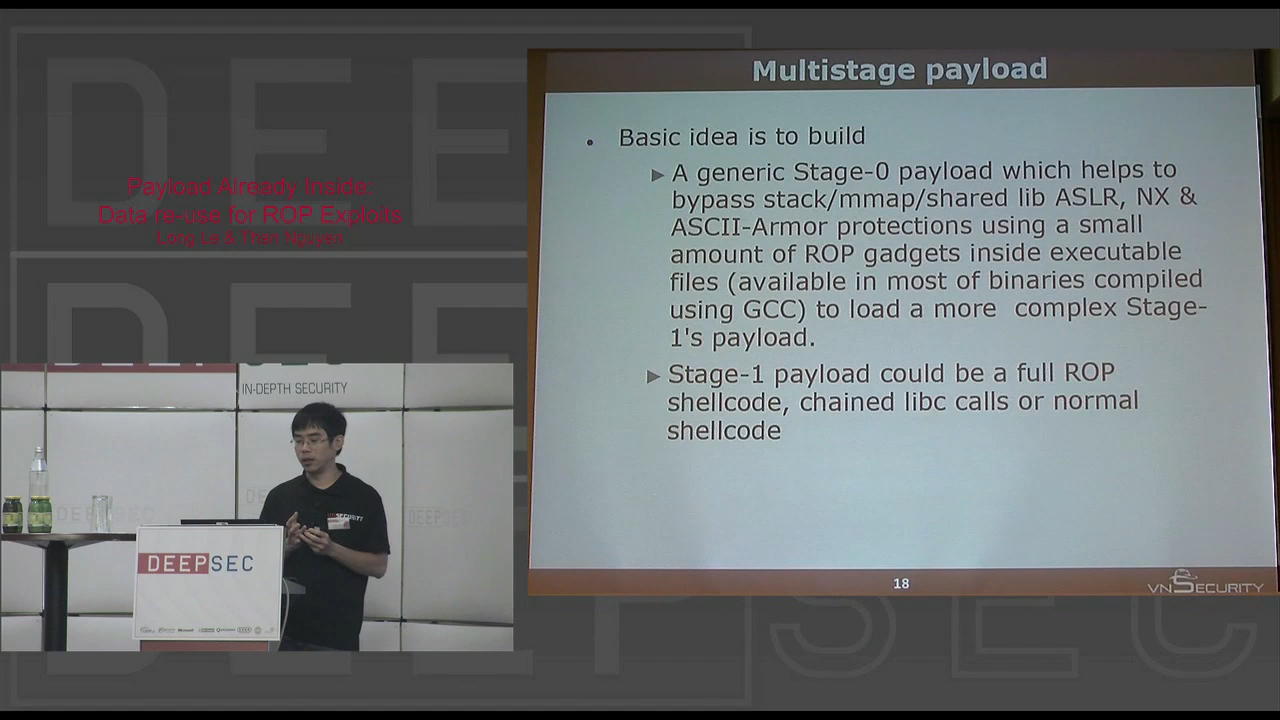 Payload Already Inside:
Data re-use for ROP Exploits
Long Le & Thanh Nguyen
Multistage payload
• Basic idea is to build
A generic Stage-0 payload which helps to
bypass stack/mmap/shared lib ASLR, NX &
ASCII-Armor protections using a small
amount of ROP gadgets inside executable
files (available in most of binaries compiled
using GCC) to load a more complex Stage-
1's payload.
Stage-1 payload could be a full ROP
shellcode, chained libc calls or normal
shellcode
18
VNSECURITY
IN-DEPTH SECURITY
VNSECURITY
DEEPSEC
DEEPSEC
DEEPSEC